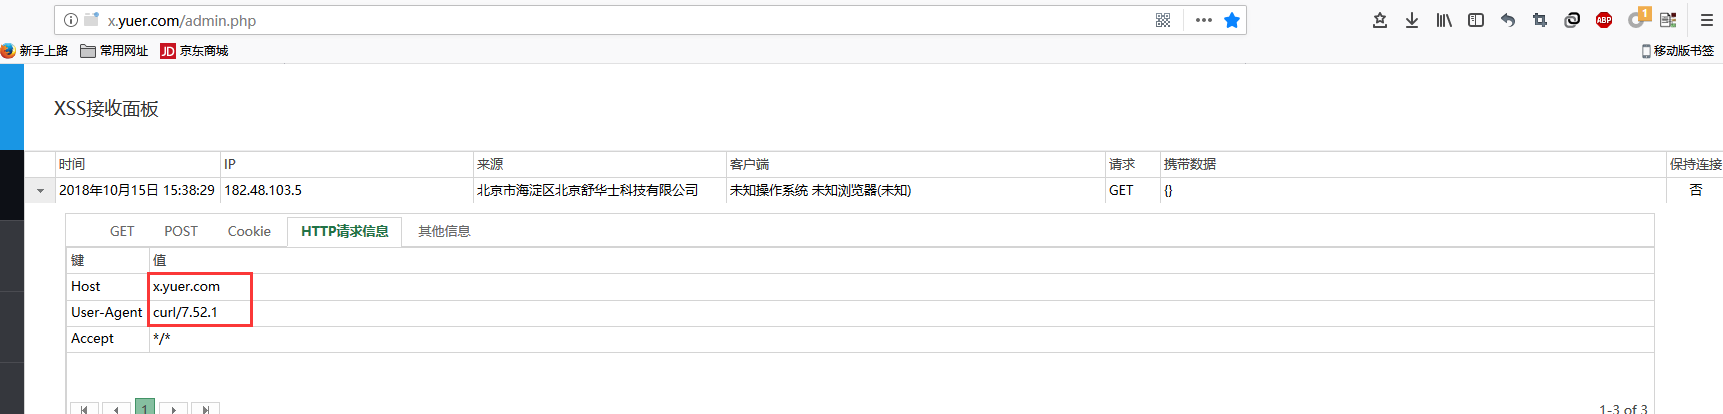 x.yuer.com/admin.php
1
ABP
新手上路 常用网址 JD 京东商城 移动版书签
XSS接收面板
时间 IP 来源 客户端 请求 携带数据 保持连接
2018年10月15日 15:38:29 182.48.103.5 北京市海淀区北京舒华士科技有限公司 未知操作系统 未知浏览器(未知) GET {} 否
GET POST Cookie HTTP请求信息 其他信息
键 值
Host x.yuer.com
User-Agent curl/7.52.1
Accept */*
1 1-3 of 3